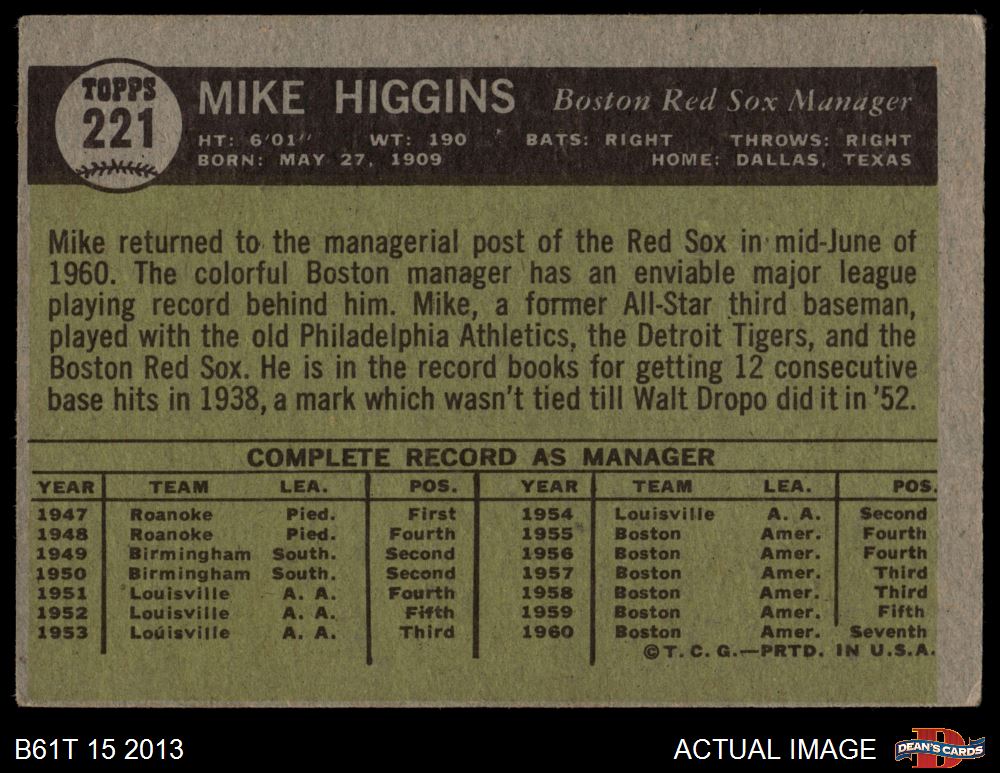 TOPPS
221
MIKE HIGGINS Boston Red Sox Manager
HT: 6'01" WT: 190 BATS: RIGHT THROWS: RIGHT
BORN: MAY 27, 1909 HOME: DALLAS, TEXAS
Mike returned to the managerial post of the Red Sox in mid-June of
1960. The colorful Boston manager has an enviable major league
playing record behind him. Mike, a former All-Star third baseman,
played with the old Philadelphia Athletics, the Detroit Tigers, and the
Boston Red Sox. He is in the record books for getting 12 consecutive
base hits in 1938, a mark which wasn't tied till Walt Dropo did it in '52.
COMPLETE RECORD AS MANAGER
YEAR TEAM LEA. POS. YEAR TEAM LEA. POS.
1947 Roanoke Pied. First 1954 Louisville A. A. Second
1948 Roanoke Pied. Fourth 1955 Boston Amer. Fourth
1949 Birmingham South. Second 1956 Boston Amer. Fourth
1950 Birmingham South. Second 1957 Boston Amer. Third
1951 Louisville A. A. Fourth 1958 Boston Amer. Third
1952 Louisville A. A. Fifth 1959 Boston Amer. Fifth
1953 Louisville A. A. Third 1960 Boston Amer. Seventh
©T. C. G.—PRTD. IN U.S.A.
B61T 15 2013 ACTUAL IMAGE D DEAN'S CARDS